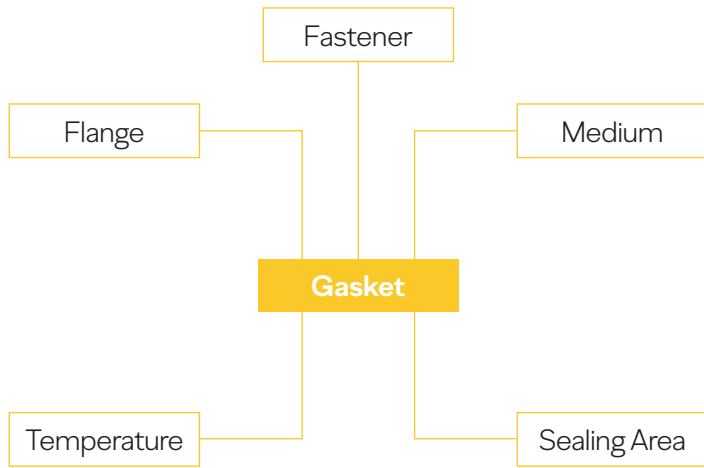 Fastener
Flange
Medium
Gasket
Temperature
Sealing Area